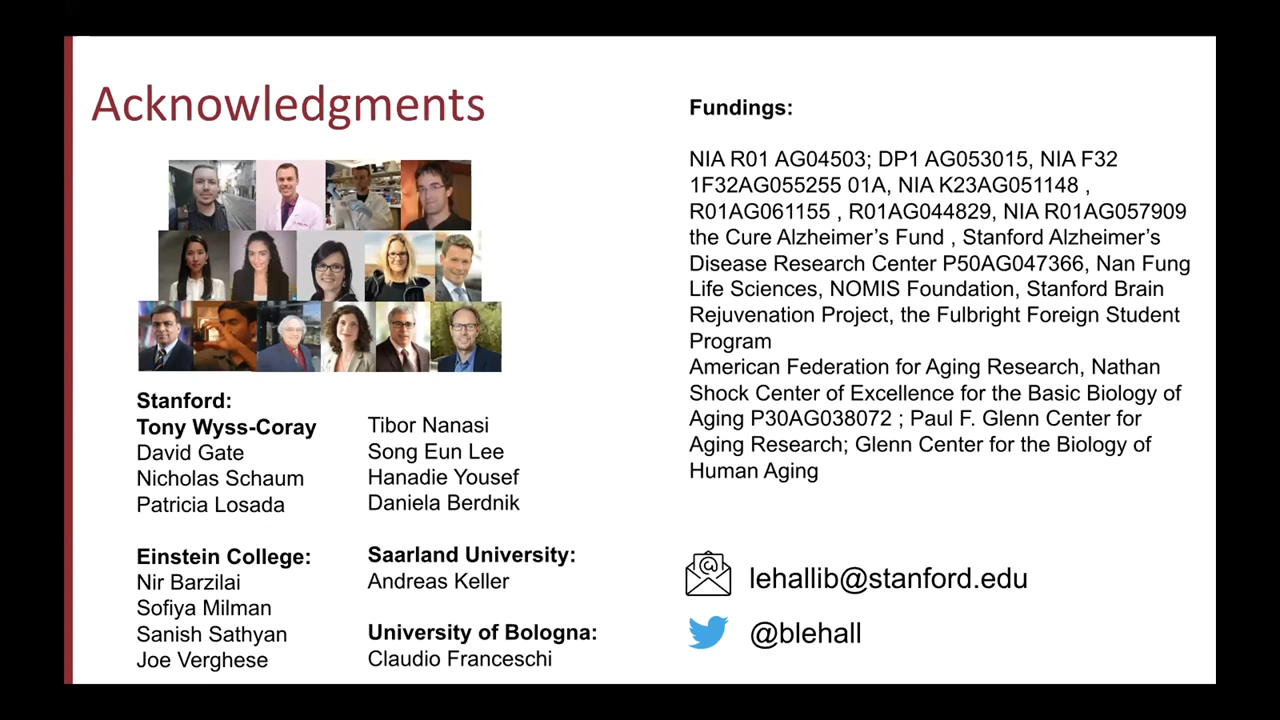 Acknowledgments
Stanford:
Tony Wyss-Coray
David Gate
Nicholas Schaum
Patricia Losada
Tibor Nanasi
Song Eun Lee
Hanadie Yousef
Daniela Berdnik
Einstein College:
Nir Barzilai
Sofiya Milman
Sanish Sathyan
Joe Verghese
Saarland University:
Andreas Keller
University of Bologna:
Claudio Franceschi
Fundings:
NIA R01 AG04503; DP1 AG053015, NIA F32
1F32AG055255 01A, NIA K23AG051148 ,
R01AG061155 , R01AG044829, NIA R01AG057909
the Cure Alzheimer’s Fund , Stanford Alzheimer’s
Disease Research Center P50AG047366, Nan Fung
Life Sciences, NOMIS Foundation, Stanford Brain
Rejuvenation Project, the Fulbright Foreign Student
Program
American Federation for Aging Research, Nathan
Shock Center of Excellence for the Basic Biology of
Aging P30AG038072 ; Paul F. Glenn Center for
Aging Research; Glenn Center for the Biology of
Human Aging
lehallib@stanford.edu
@blehall